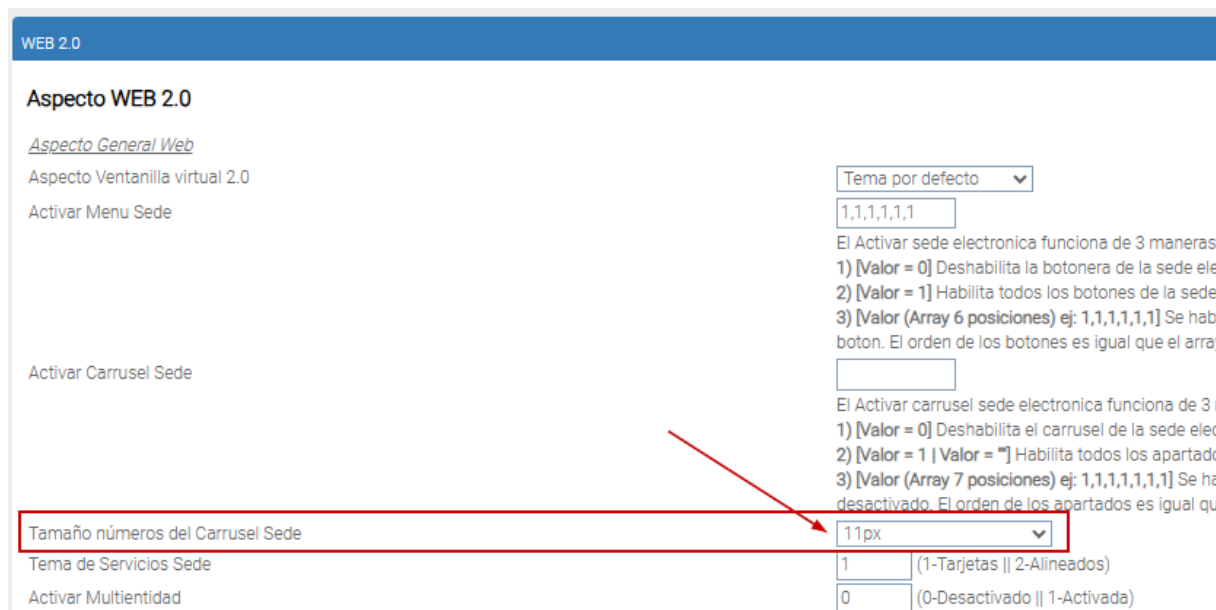 WEB 2.0
Aspecto WEB 2.0
Aspecto General Web
Aspecto Ventanilla virtual 2.0
Tema por defecto
Activar Menu Sede
1,1,1,1,1,1
El Activar sede electronica funciona de 3 maneras
1) [Valor = 0] Deshabilita la botonera de la sede ele
2) [Valor = 1] Habilita todos los botones de la sede
3) [Valor (Array 6 posiciones) ej: 1,1,1,1,1,1] Se hab
boton. El orden de los botones es igual que el arra
Activar Carrusel Sede
El Activar carrusel sede electronica funciona de 3
1) [Valor = 0] Deshabilita el carrusel de la sede elec
2) [Valor = 1 | Valor = ""] Habilita todos los apartado
3) [Valor (Array 7 posiciones) ej: 1,1,1,1,1,1,1] Se ha
desactivado. El orden de los apartados es igual qu
Tamaño números del Carrusel Sede
11px
Tema de Servicios Sede
1 (1-Tarjetas || 2-Alineados)
Activar Multientidad
0 (0-Desactivado || 1-Activada)